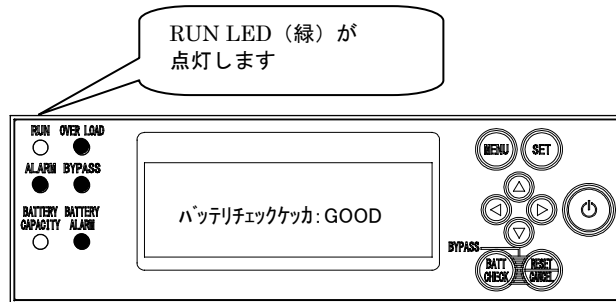 RUN LED（緑）が
点灯します
RUN OVER LOAD
ALARM BYPASS
BATTERY CAPACITY
BATTERY ALARM
ﾊﾞｯﾃﾘﾁｪｯｸｹｯｶ:GOOD
MENU
SET
BYPASS
BATT CHECK
RESET CANCEL